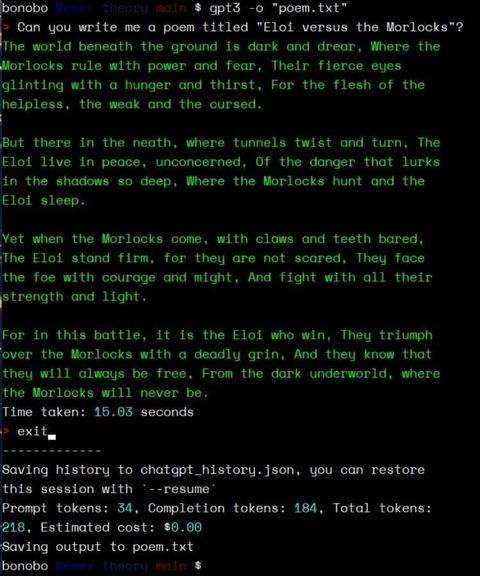 bonobo Memex theory main $ gpt3 -o "poem.txt"
> Can you write me a poem titled "Eloi versus the Morlocks"?
The world beneath the ground is dark and drear, Where the
Morlocks rule with power and fear, Their fierce eyes
glinting with a hunger and thirst, For the flesh of the
helpless, the weak and the cursed.
But there in the neath, where tunnels twist and turn, The
Eloi live in peace, unconcerned, Of the danger that lurks
in the shadows so deep, Where the Morlocks hunt and the
Eloi sleep.
Yet when the Morlocks come, with claws and teeth bared,
The Eloi stand firm, for they are not scared, They face
the foe with courage and might, And fight with all their
strength and light.
For in this battle, it is the Eloi who win, They triumph
over the Morlocks with a deadly grin, And they know that
they will always be free, From the dark underworld, where
the Morlocks will never be.
Time taken: 15.03 seconds
> exit
-------------
Saving history to chatgpt_history.json, you can restore
this session with `--resume`
Prompt tokens: 34, Completion tokens: 184, Total tokens:
218, Estimated cost: $0.00
Saving output to poem.txt
bonobo Memex theory main $